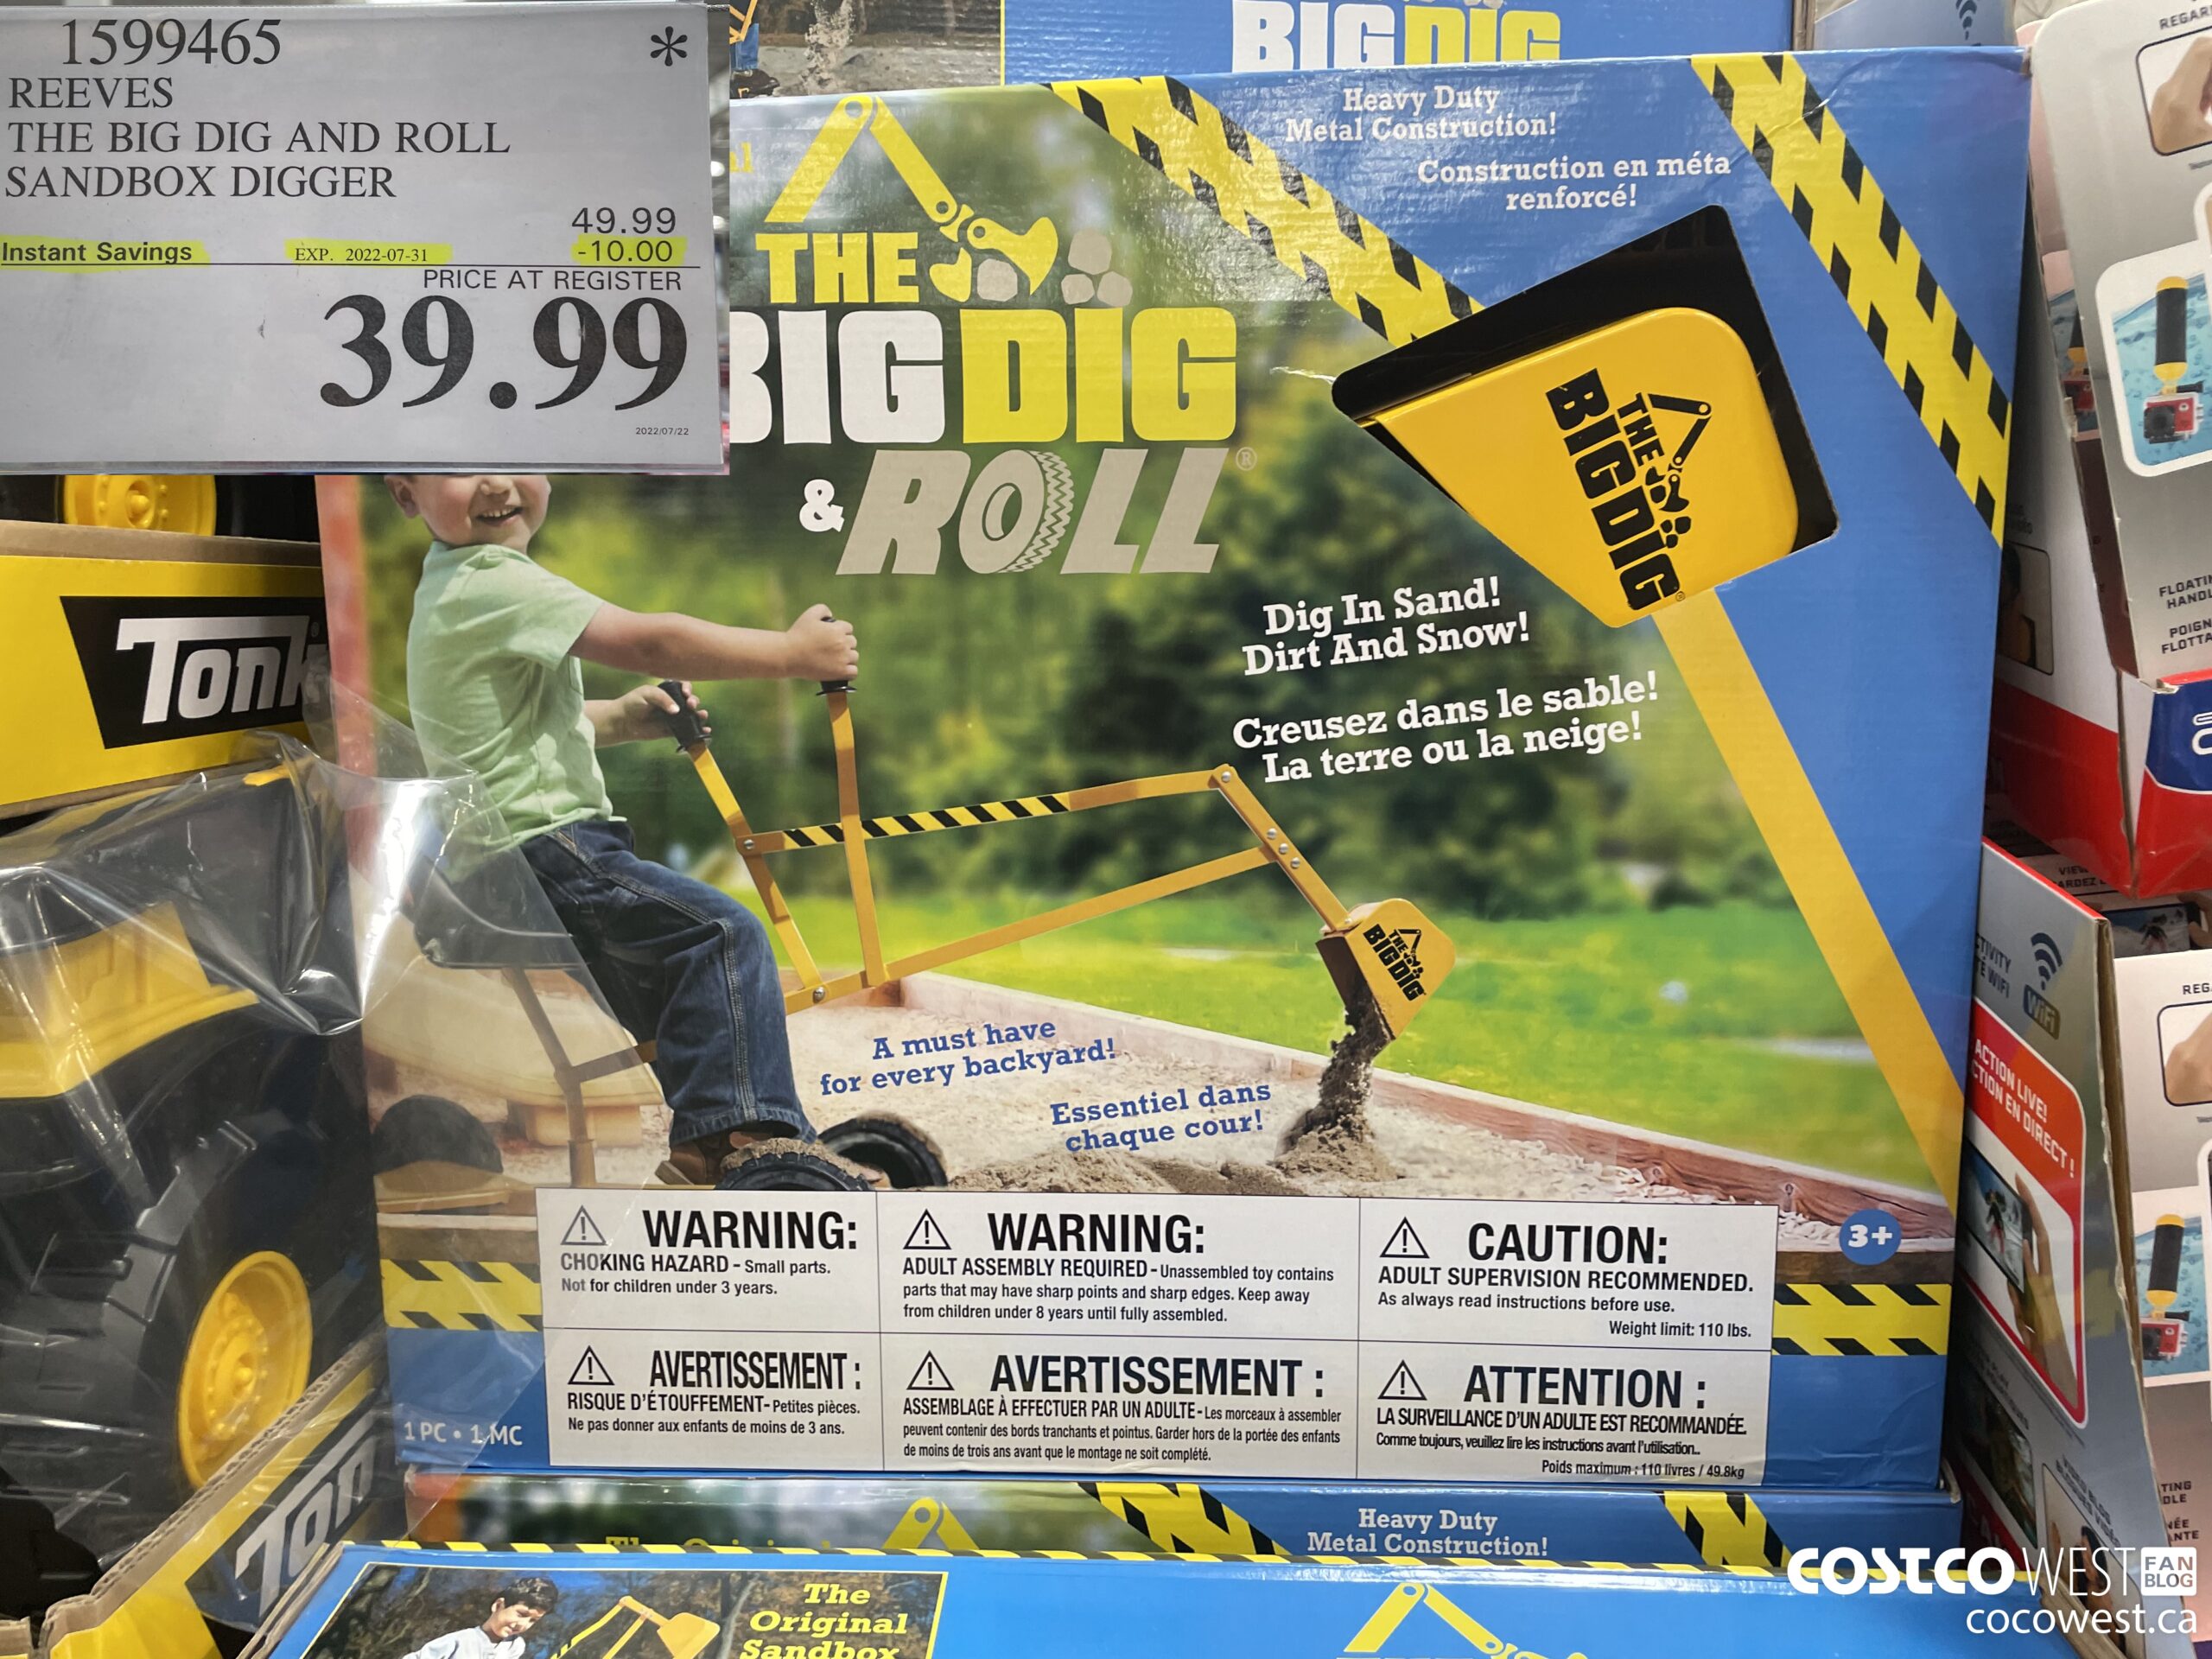 1599465 *
REEVES
THE BIG DIG AND ROLL
SANDBOX DIGGER
49.99
Instant Savings EXP. 2022-07-31 -10.00
PRICE AT REGISTER
39.99
2022/07/22
BIG DIG
Heavy Duty
Metal Construction!
Construction en méta
renforcé!
THE
BIG DIG
& ROLL®
THE
BIG DIG
Dig In Sand!
Dirt And Snow!
Creusez dans le sable!
La terre ou la neige!
THE
BIG DIG
A must have
for every backyard!
Essentiel dans
chaque cour!
3+
WARNING:
CHOKING HAZARD - Small parts.
Not for children under 3 years.
WARNING:
ADULT ASSEMBLY REQUIRED - Unassembled toy contains
parts that may have sharp points and sharp edges. Keep away
from children under 8 years until fully assembled.
CAUTION:
ADULT SUPERVISION RECOMMENDED.
As always read instructions before use.
Weight limit: 110 lbs.
AVERTISSEMENT :
RISQUE D'ÉTOUFFEMENT- Petites pièces.
Ne pas donner aux enfants de moins de 3 ans.
AVERTISSEMENT :
ASSEMBLAGE À EFFECTUER PAR UN ADULTE - Les morceaux à assembler
peuvent contenir des bords tranchants et pointus. Garder hors de la portée des enfants
de moins de trois ans avant que le montage ne soit complété.
ATTENTION :
LA SURVEILLANCE D'UN ADULTE EST RECOMMANDÉE.
Comme toujours, veuillez lire les instructions avant l'utilisation..
Poids maximum : 110 livres / 49.8kg
1 PC • 1 MC
Heavy Duty
Metal Construction!
The
Original
Sandbox
Tonk
Ton
WiFi
ACTION LIVE!
CTION EN DIRECT !
COSTCO WEST FAN
BLOG
cocowest.ca